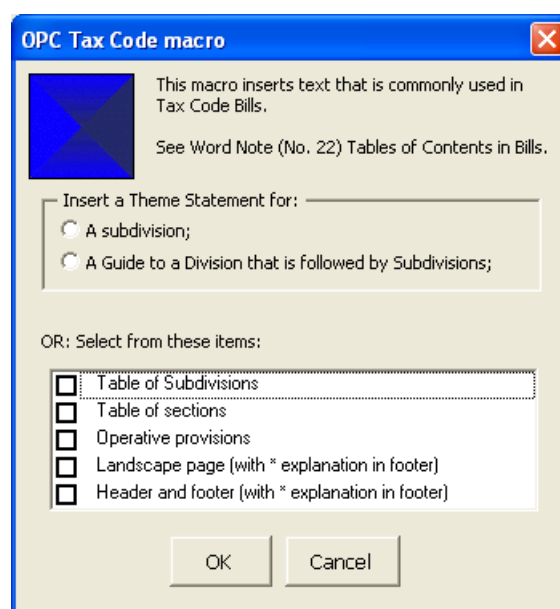 OPC Tax Code macro
This macro inserts text that is commonly used in
Tax Code Bills.
See Word Note (No. 22) Tables of Contents in Bills.
Insert a Theme Statement for:
A subdivision;
A Guide to a Division that is followed by Subdivisions;
OR: Select from these items:
Table of Subdivisions
Table of sections
Operative provisions
Landscape page (with * explanation in footer)
Header and footer (with * explanation in footer)
OK
Cancel